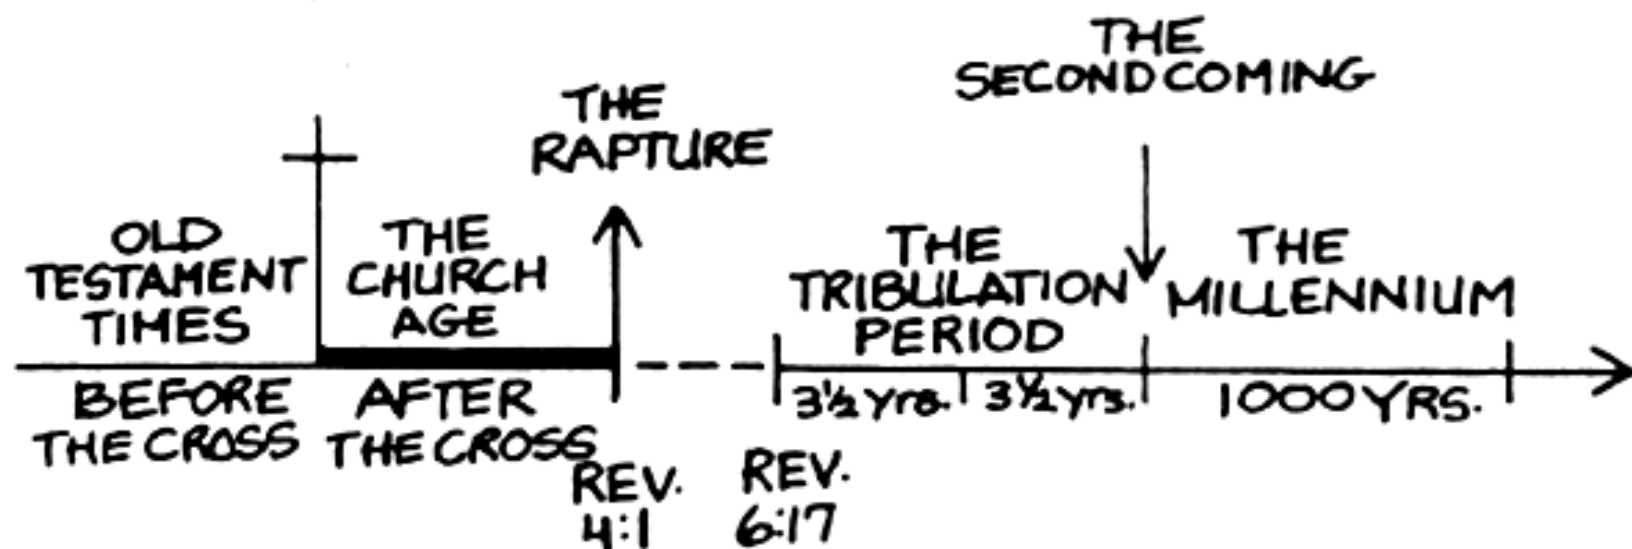 THE
SECOND COMING
THE
RAPTURE
OLD
TESTAMENT
TIMES
THE
CHURCH
AGE
THE
TRIBULATION
PERIOD
THE
MILLENNIUM
BEFORE
THE CROSS
AFTER
THE CROSS
3½ yrs.
3½ yrs.
1000 YRS.
REV.
4:1
REV.
6:17